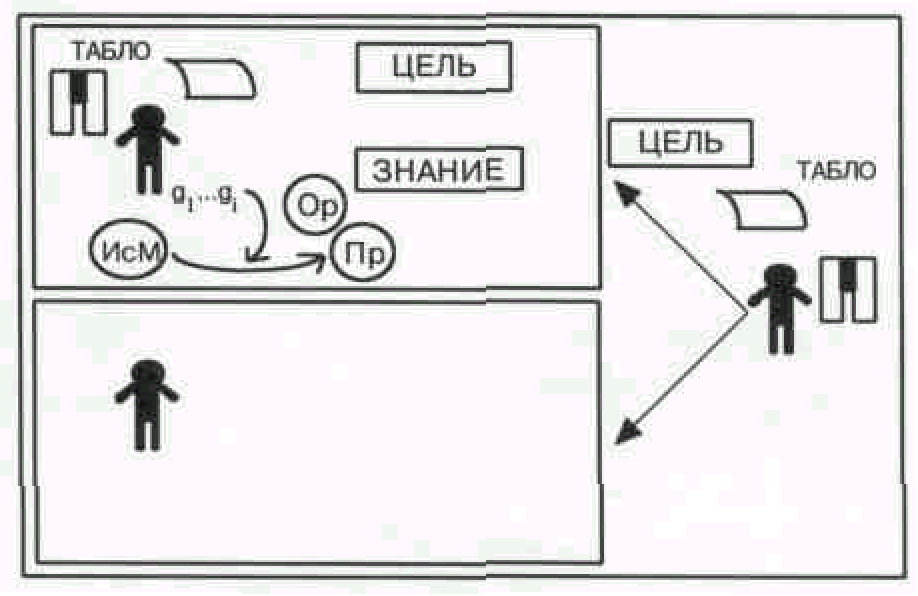 ТАБЛО
ЦЕЛЬ
ЗНАНИЕ
g₁...gᵢ
Ор
ИсМ
Пр
ЦЕЛЬ
ТАБЛО